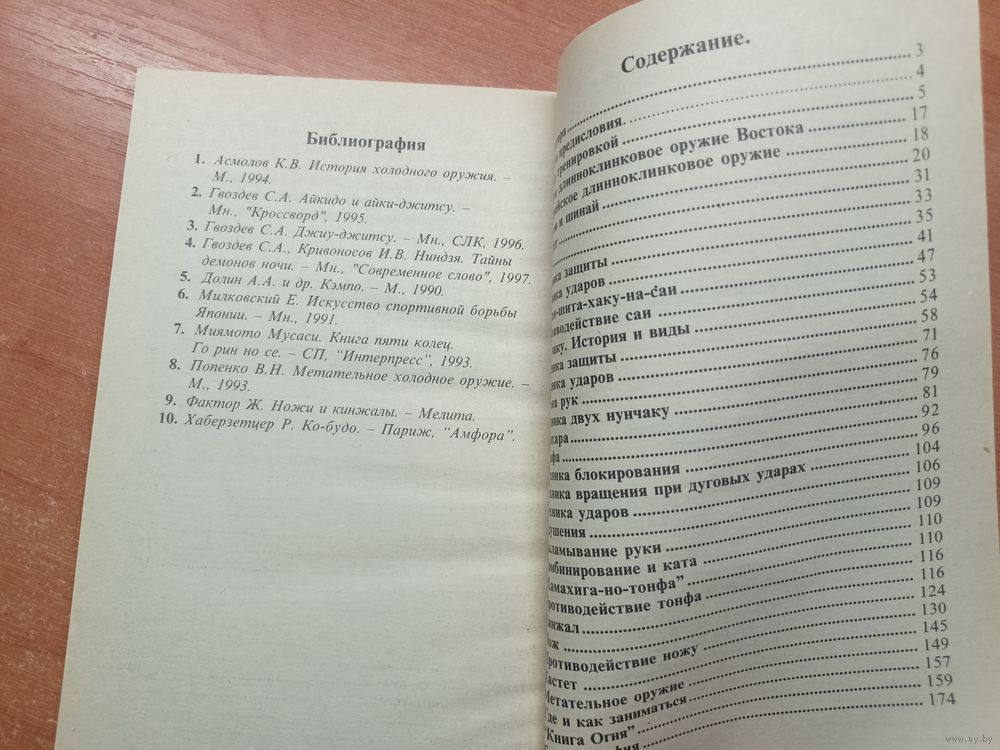 Библиография
1. Асмолов К.В. История холодного оружия. –
М., 1994.
2. Гвоздев С.А. Айкидо и айки-джитсу. –
Мн., "Кроссворд", 1995.
3. Гвоздев С.А. Джиу-джитсу. – Мн., СЛК, 1996.
4. Гвоздев С.А., Кривоносов И.В. Ниндзя. Тайны
демонов ночи. – Мн., "Современное слово", 1997.
5. Долин А.А. и др. Кэмпо. – М., 1990.
6. Милковский Е. Искусство спортивной борьбы
Японии. – Мн., 1991.
7. Миямото Мусаси. Книга пяти колец.
Го рин но се. – СП, "Интерпресс", 1993.
8. Попенко В.Н. Метательное холодное оружие. –
М., 1993.
9. Фактор Ж. Ножи и кинжалы. – Мелита.
10. Хаберзетцер Р. Ко-будо. – Париж, "Амфора".
Содержание.
3
предисловия. 4
тренировкой 5
длинноклинковое оружие Востока 17
длинноклинковое оружие 18
и шинай 20
31
33
защиты 35
ударов 41
шита-хаку-на-саи 47
саи 53
История и виды 54
защиты 58
ударов 71
рук 76
двух нунчаку 79
81
92
блокирования 96
вращения при дуговых ударах 104
ударов 106
109
руки 109
и ката 110
110
тонфа 116
116
124
ножу 130
145
Метательное оружие 149
и как заниматься 157
"Книга Огня" 159
174
www.ay.by